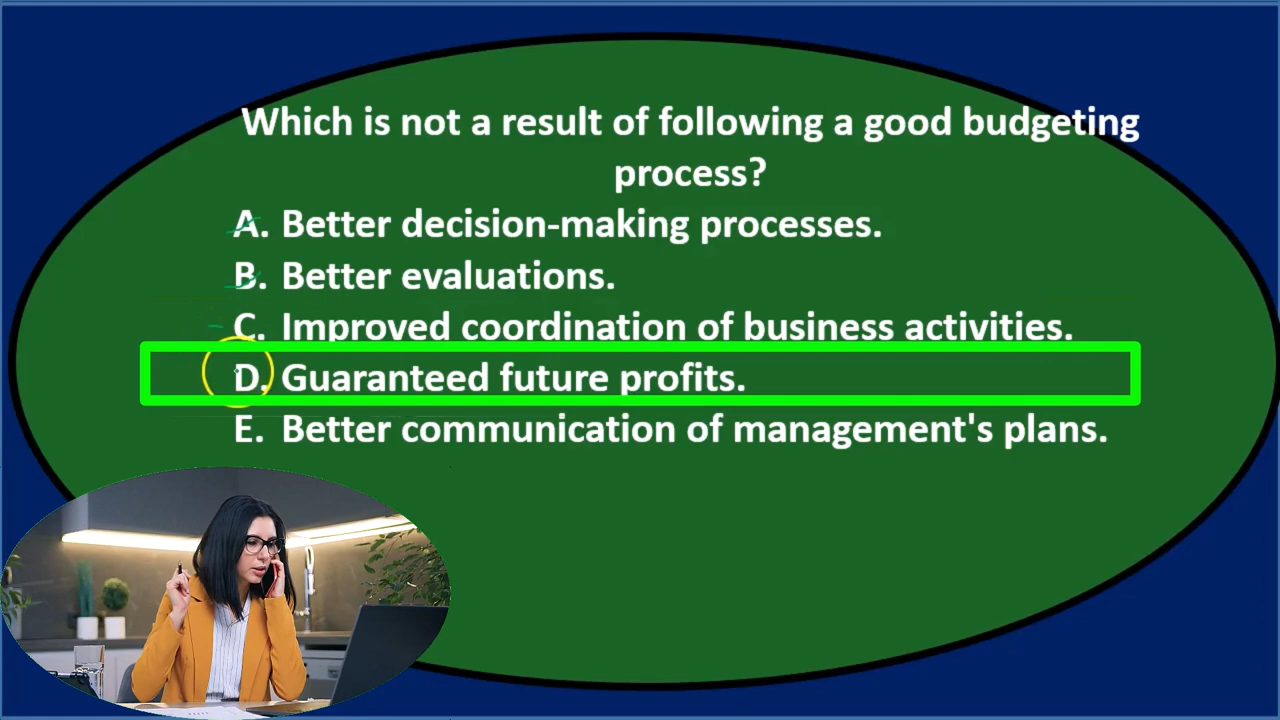 Which is not a result of following a good budgeting
process?
A. Better decision-making processes.
B. Better evaluations.
C. Improved coordination of business activities.
D. Guaranteed future profits.
E. Better communication of management's plans.